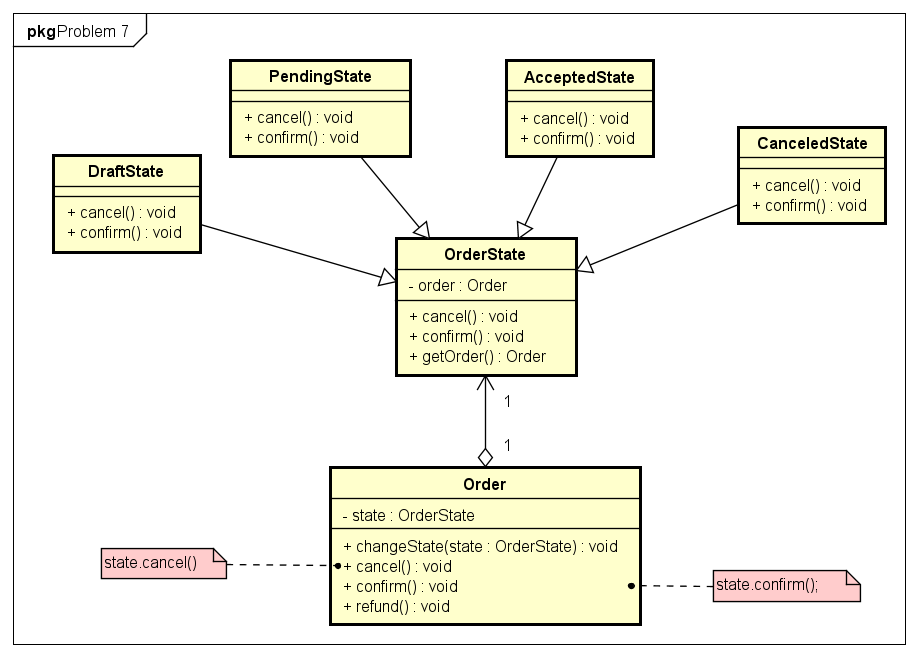 pkg Problem 7
PendingState
+ cancel() : void
+ confirm() : void
AcceptedState
+ cancel() : void
+ confirm() : void
CanceledState
+ cancel() : void
+ confirm() : void
DraftState
+ cancel() : void
+ confirm() : void
OrderState
- order : Order
+ cancel() : void
+ confirm() : void
+ getOrder() : Order
1
1
Order
- state : OrderState
+ changeState(state : OrderState) : void
+ cancel() : void
+ confirm() : void
+ refund() : void
state.cancel()
state.confirm();